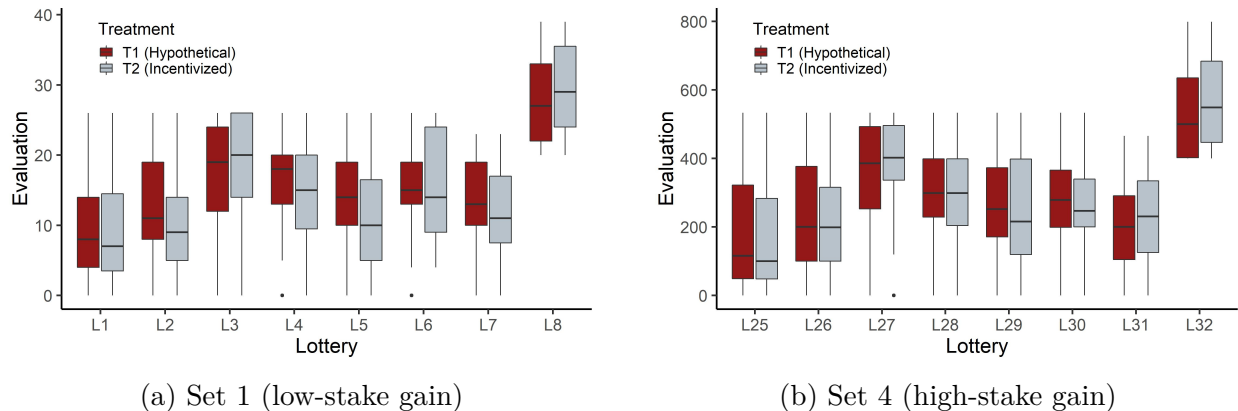 Treatment
T1 (Hypothetical)
T2 (Incentivized)
Evaluation
40
30
20
10
0
L1 L2 L3 L4 L5 L6 L7 L8
Lottery
(a) Set 1 (low-stake gain)
Treatment
T1 (Hypothetical)
T2 (Incentivized)
Evaluation
800
600
400
200
0
L25 L26 L27 L28 L29 L30 L31 L32
Lottery
(b) Set 4 (high-stake gain)